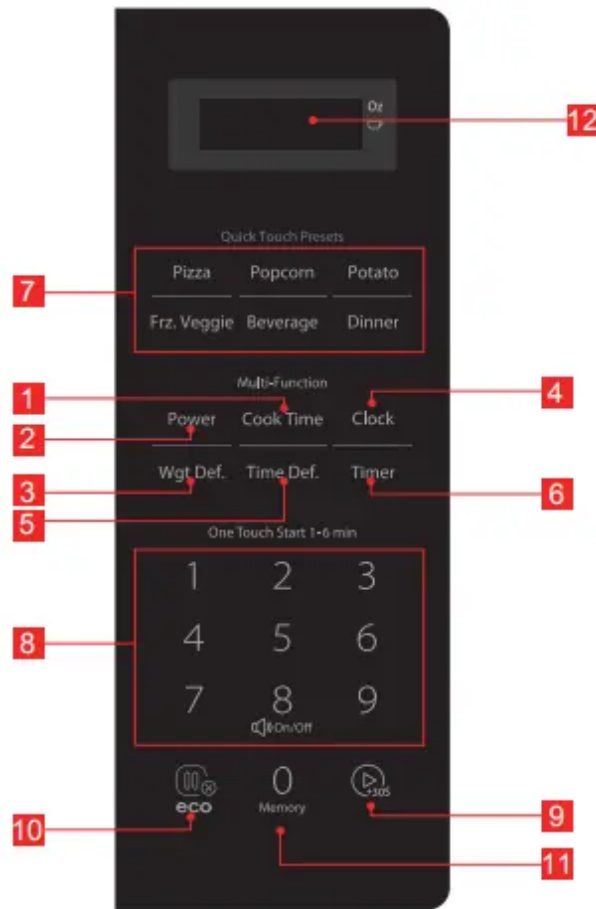 Oz
12
Quick Touch Presets
7
Pizza Popcorn Potato
Frz. Veggie Beverage Dinner
Multi-Function
1
4
Power Cook Time Clock
2
3
Wgt Def. Time Def. Timer
6
5
One Touch Start 1-6 min
1 2 3
8
4 5 6
7 8 9
On/Off
0
+30S
eco
Memory
10
9
11